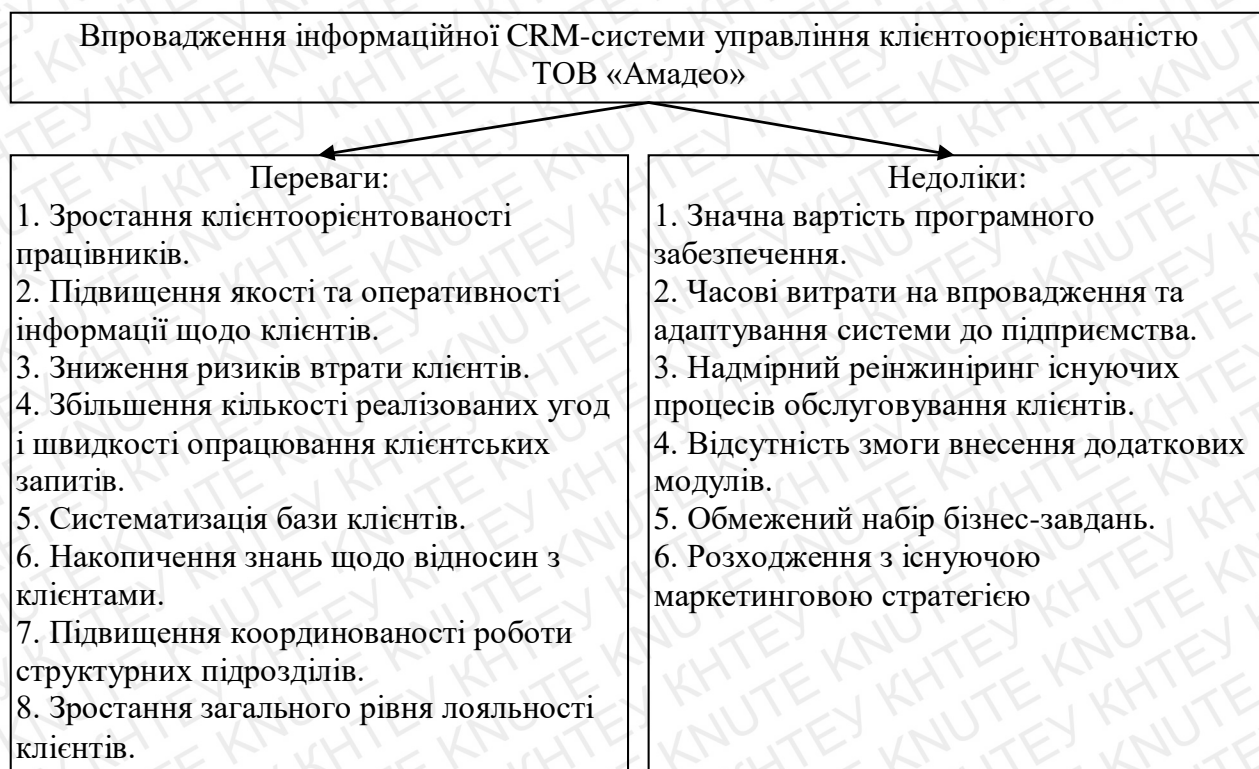 Впровадження інформаційної CRM-системи управління клієнтоорієнтованістю
ТОВ «Амадео»
Переваги:
1. Зростання клієнтоорієнтованості
працівників.
2. Підвищення якості та оперативності
інформації щодо клієнтів.
3. Зниження ризиків втрати клієнтів.
4. Збільшення кількості реалізованих угод
і швидкості опрацювання клієнтських
запитів.
5. Систематизація бази клієнтів.
6. Накопичення знань щодо відносин з
клієнтами.
7. Підвищення координованості роботи
структурних підрозділів.
8. Зростання загального рівня лояльності
клієнтів.
Недоліки:
1. Значна вартість програмного
забезпечення.
2. Часові витрати на впровадження та
адаптування системи до підприємства.
3. Надмірний реінжиніринг існуючих
процесів обслуговування клієнтів.
4. Відсутність змоги внесення додаткових
модулів.
5. Обмежений набір бізнес-завдань.
6. Розходження з існуючою
маркетинговою стратегією